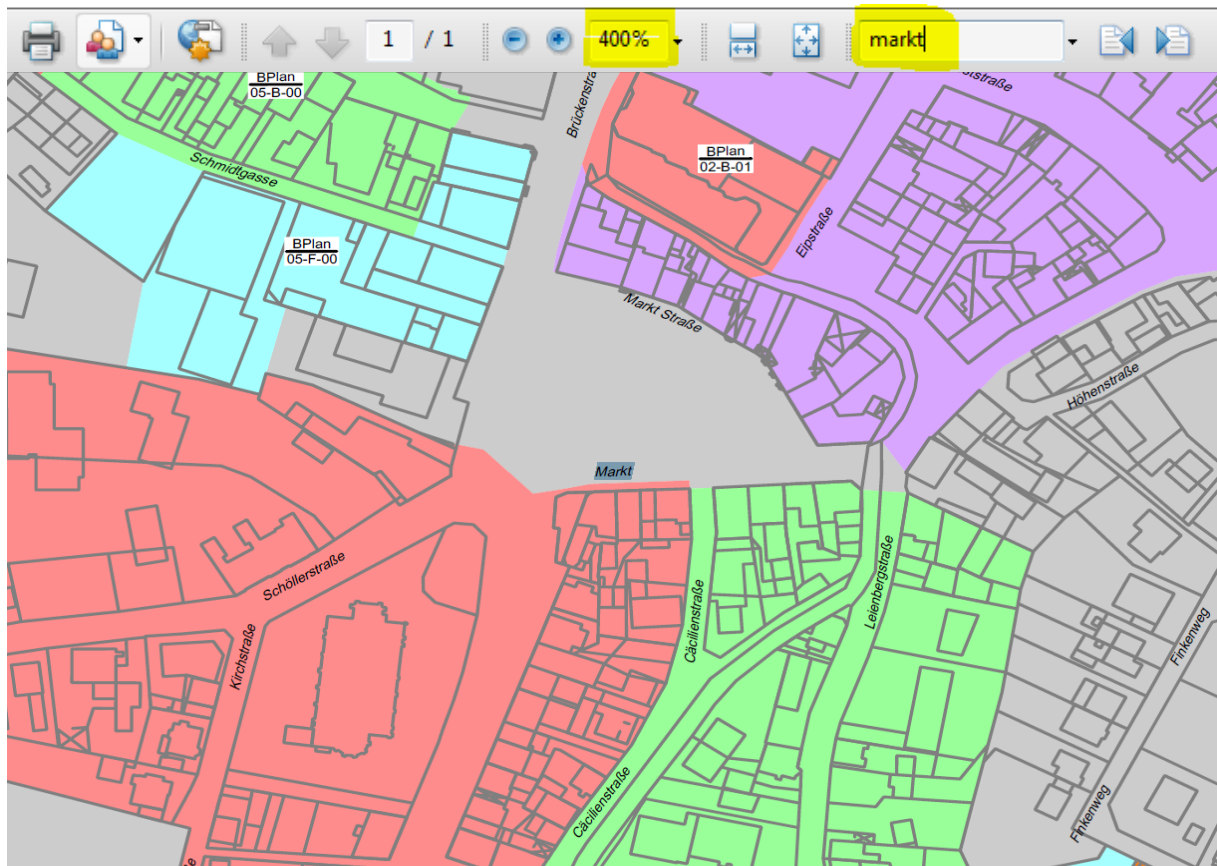 1 / 1 400% markt
BPlan
05-B-00
Schmidtgasse
BPlan
02-B-01
Eipstraße
BPlan
05-F-00
Markt Straße
Höhenstraße
Markt
Schöllerstraße
Kirchstraße
Cäcilienstraße
Leienbergstraße
Finkenweg
Cäcilienstraße
Finkenweg